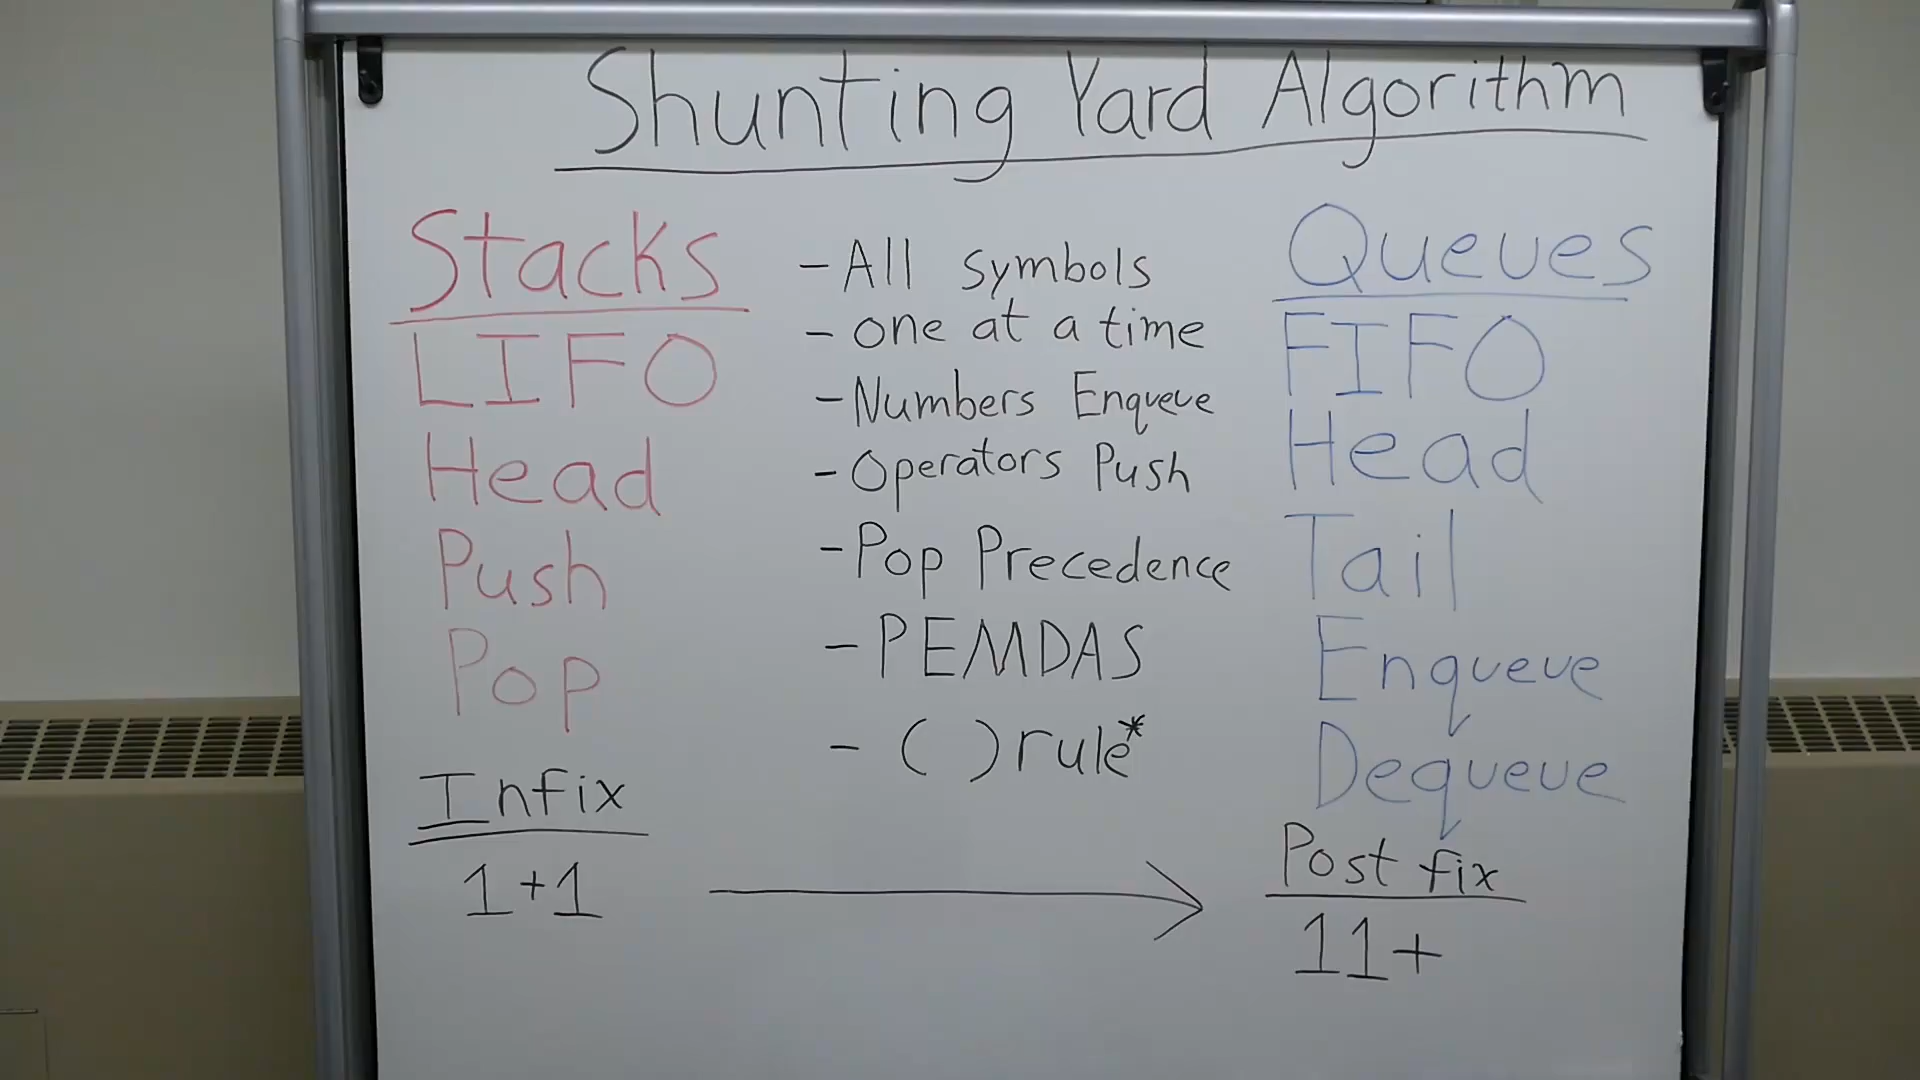 Shunting Yard Algorithm
Stacks
LIFO
Head
Push
Pop
- All symbols
- one at a time
- Numbers Enqueue
- Operators Push
- Pop Precedence
- PEMDAS
- ( ) rule*
Queues
FIFO
Head
Tail
Enqueue
Dequeue
Infix
1+1
Post fix
11+